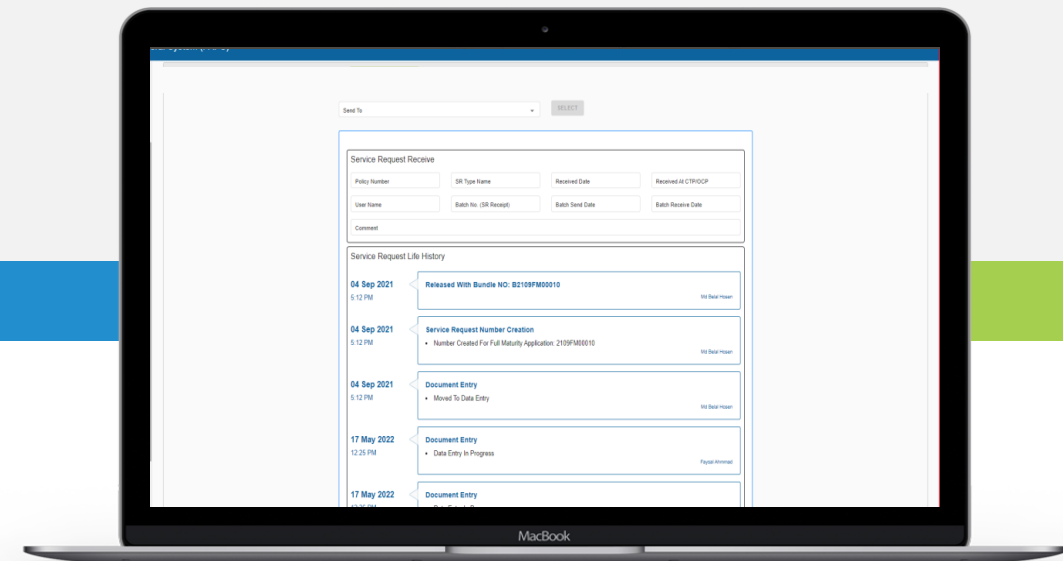 Send To
SELECT
Service Request Receive
Policy Number
SR Type Name
Received Date
Received At CTP/OCP
User Name
Batch No. (SR Receipt)
Batch Send Date
Batch Receive Date
Comment
Service Request Life History
04 Sep 2021
5:12 PM
Released With Bundle NO: B2109FM00010
Md Belal Hosen
04 Sep 2021
5:12 PM
Service Request Number Creation
• Number Created For Full Maturity Application: 2109FM00010
Md Belal Hosen
04 Sep 2021
5:12 PM
Document Entry
• Moved To Data Entry
Md Belal Hosen
17 May 2022
12:25 PM
Document Entry
• Data Entry In Progress
Faysal Ahmmad
17 May 2022
Document Entry
MacBook